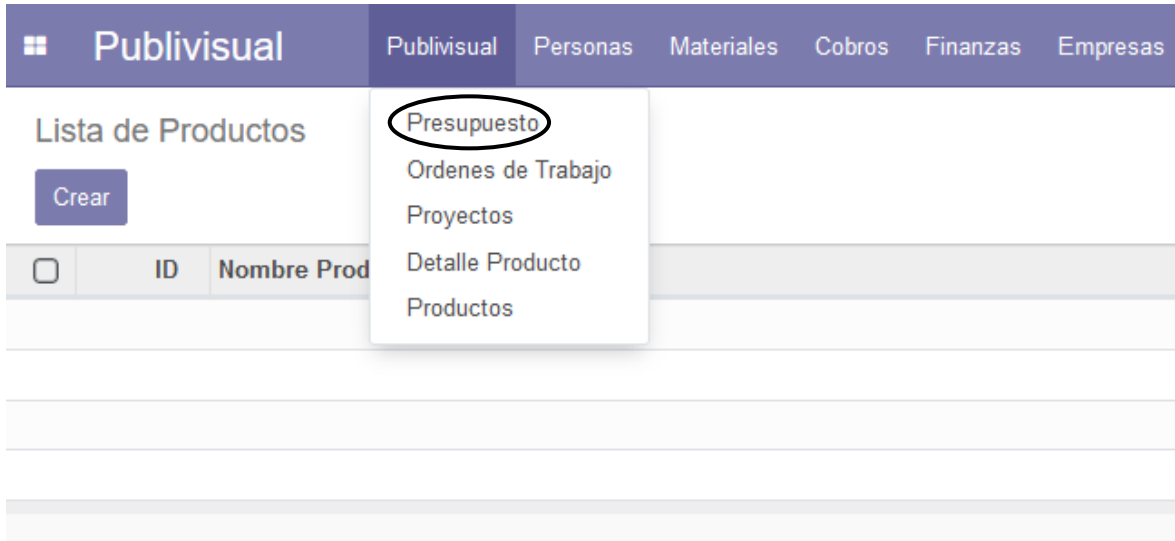 Publivisual Publivisual Personas Materiales Cobros Finanzas Empresas
Lista de Productos
Crear
Presupuesto
Ordenes de Trabajo
Proyectos
Detalle Producto
Productos
ID Nombre Prod